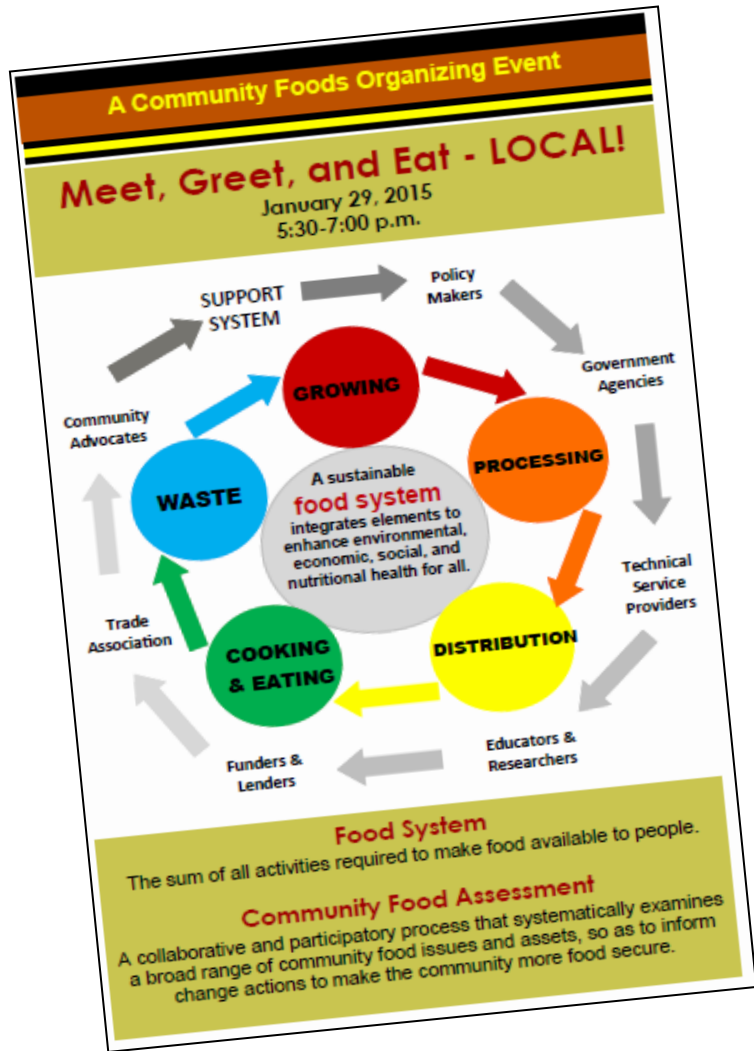 A Community Foods Organizing Event
Meet, Greet, and Eat - LOCAL!
January 29, 2015
5:30-7:00 p.m.
SUPPORT
SYSTEM
Policy
Makers
Government
Agencies
Technical
Service
Providers
Educators &
Researchers
Funders &
Lenders
Trade
Association
Community
Advocates
GROWING
PROCESSING
DISTRIBUTION
COOKING
& EATING
WASTE
A sustainable
food system
integrates elements to
enhance environmental,
economic, social, and
nutritional health for all.
Food System
The sum of all activities required to make food available to people.
Community Food Assessment
A collaborative and participatory process that systematically examines
a broad range of community food issues and assets, so as to inform
change actions to make the community more food secure.